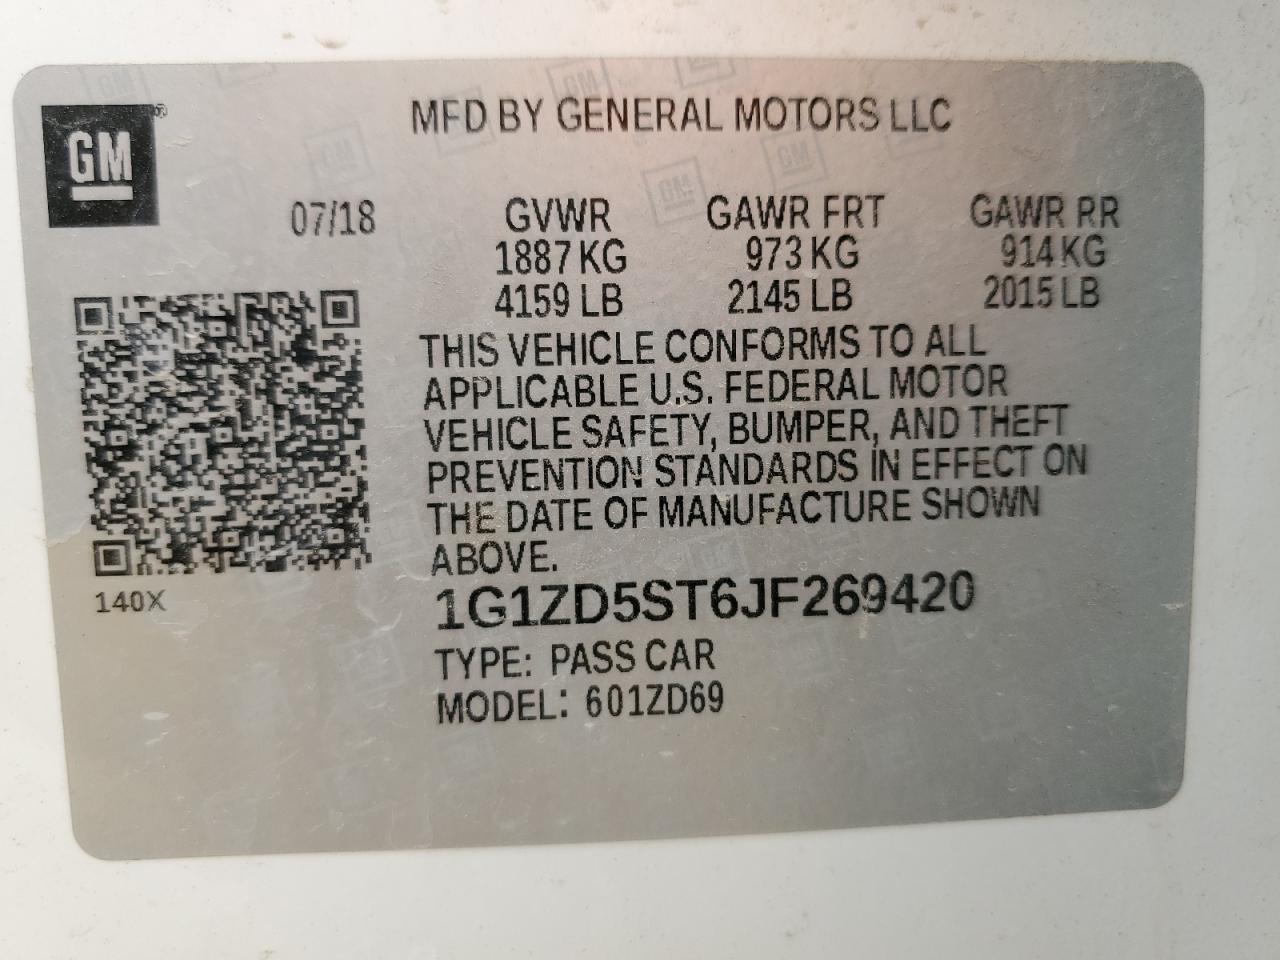 GM
MFD BY GENERAL MOTORS LLC
07/18 GVWR GAWR FRT GAWR RR
1887 KG 973 KG 914 KG
4159 LB 2145 LB 2015 LB
THIS VEHICLE CONFORMS TO ALL
APPLICABLE U.S. FEDERAL MOTOR
VEHICLE SAFETY, BUMPER, AND THEFT
PREVENTION STANDARDS IN EFFECT ON
THE DATE OF MANUFACTURE SHOWN
ABOVE.
140X
1G1ZD5ST6JF269420
TYPE: PASS CAR
MODEL: 601ZD69